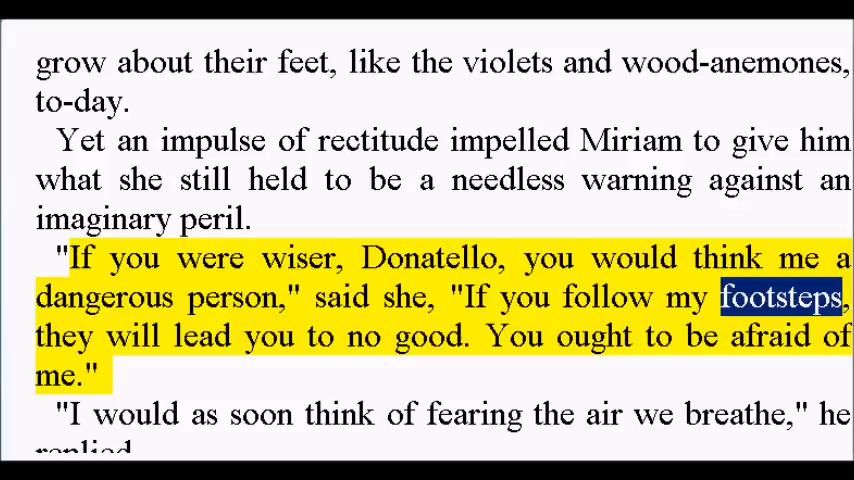 grow about their feet, like the violets and wood-anemones,
to-day.
Yet an impulse of rectitude impelled Miriam to give him
what she still held to be a needless warning against an
imaginary peril.
"If you were wiser, Donatello, you would think me a
dangerous person," said she, "If you follow my footsteps,
they will lead you to no good. You ought to be afraid of
me."
"I would as soon think of fearing the air we breathe," he
replied